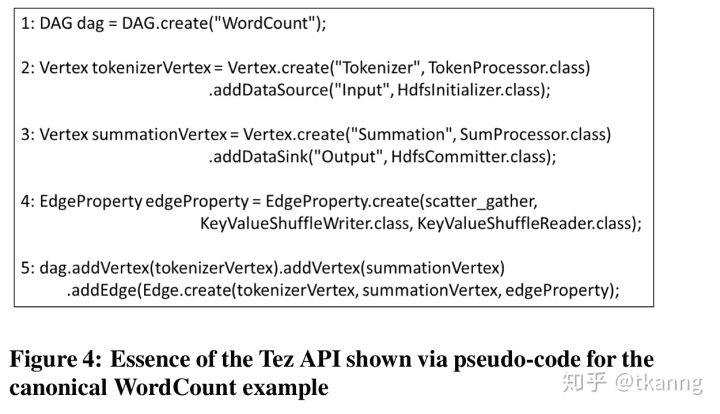 1: DAG dag = DAG.create("WordCount");
2: Vertex tokenizerVertex = Vertex.create("Tokenizer", TokenProcessor.class)
.addDataSource("Input", HdfsInitializer.class);
3: Vertex summationVertex = Vertex.create("Summation", SumProcessor.class)
.addDataSink("Output", HdfsCommitter.class);
4: EdgeProperty edgeProperty = EdgeProperty.create(scatter_gather,
KeyValueShuffleWriter.class, KeyValueShuffleReader.class);
5: dag.addVertex(tokenizerVertex).addVertex(summationVertex)
.addEdge(Edge.create(tokenizerVertex, summationVertex, edgeProperty);
Figure 4: Essence of the Tez API shown via pseudo-code for the
canonical WordCount example
知乎 @tkanng